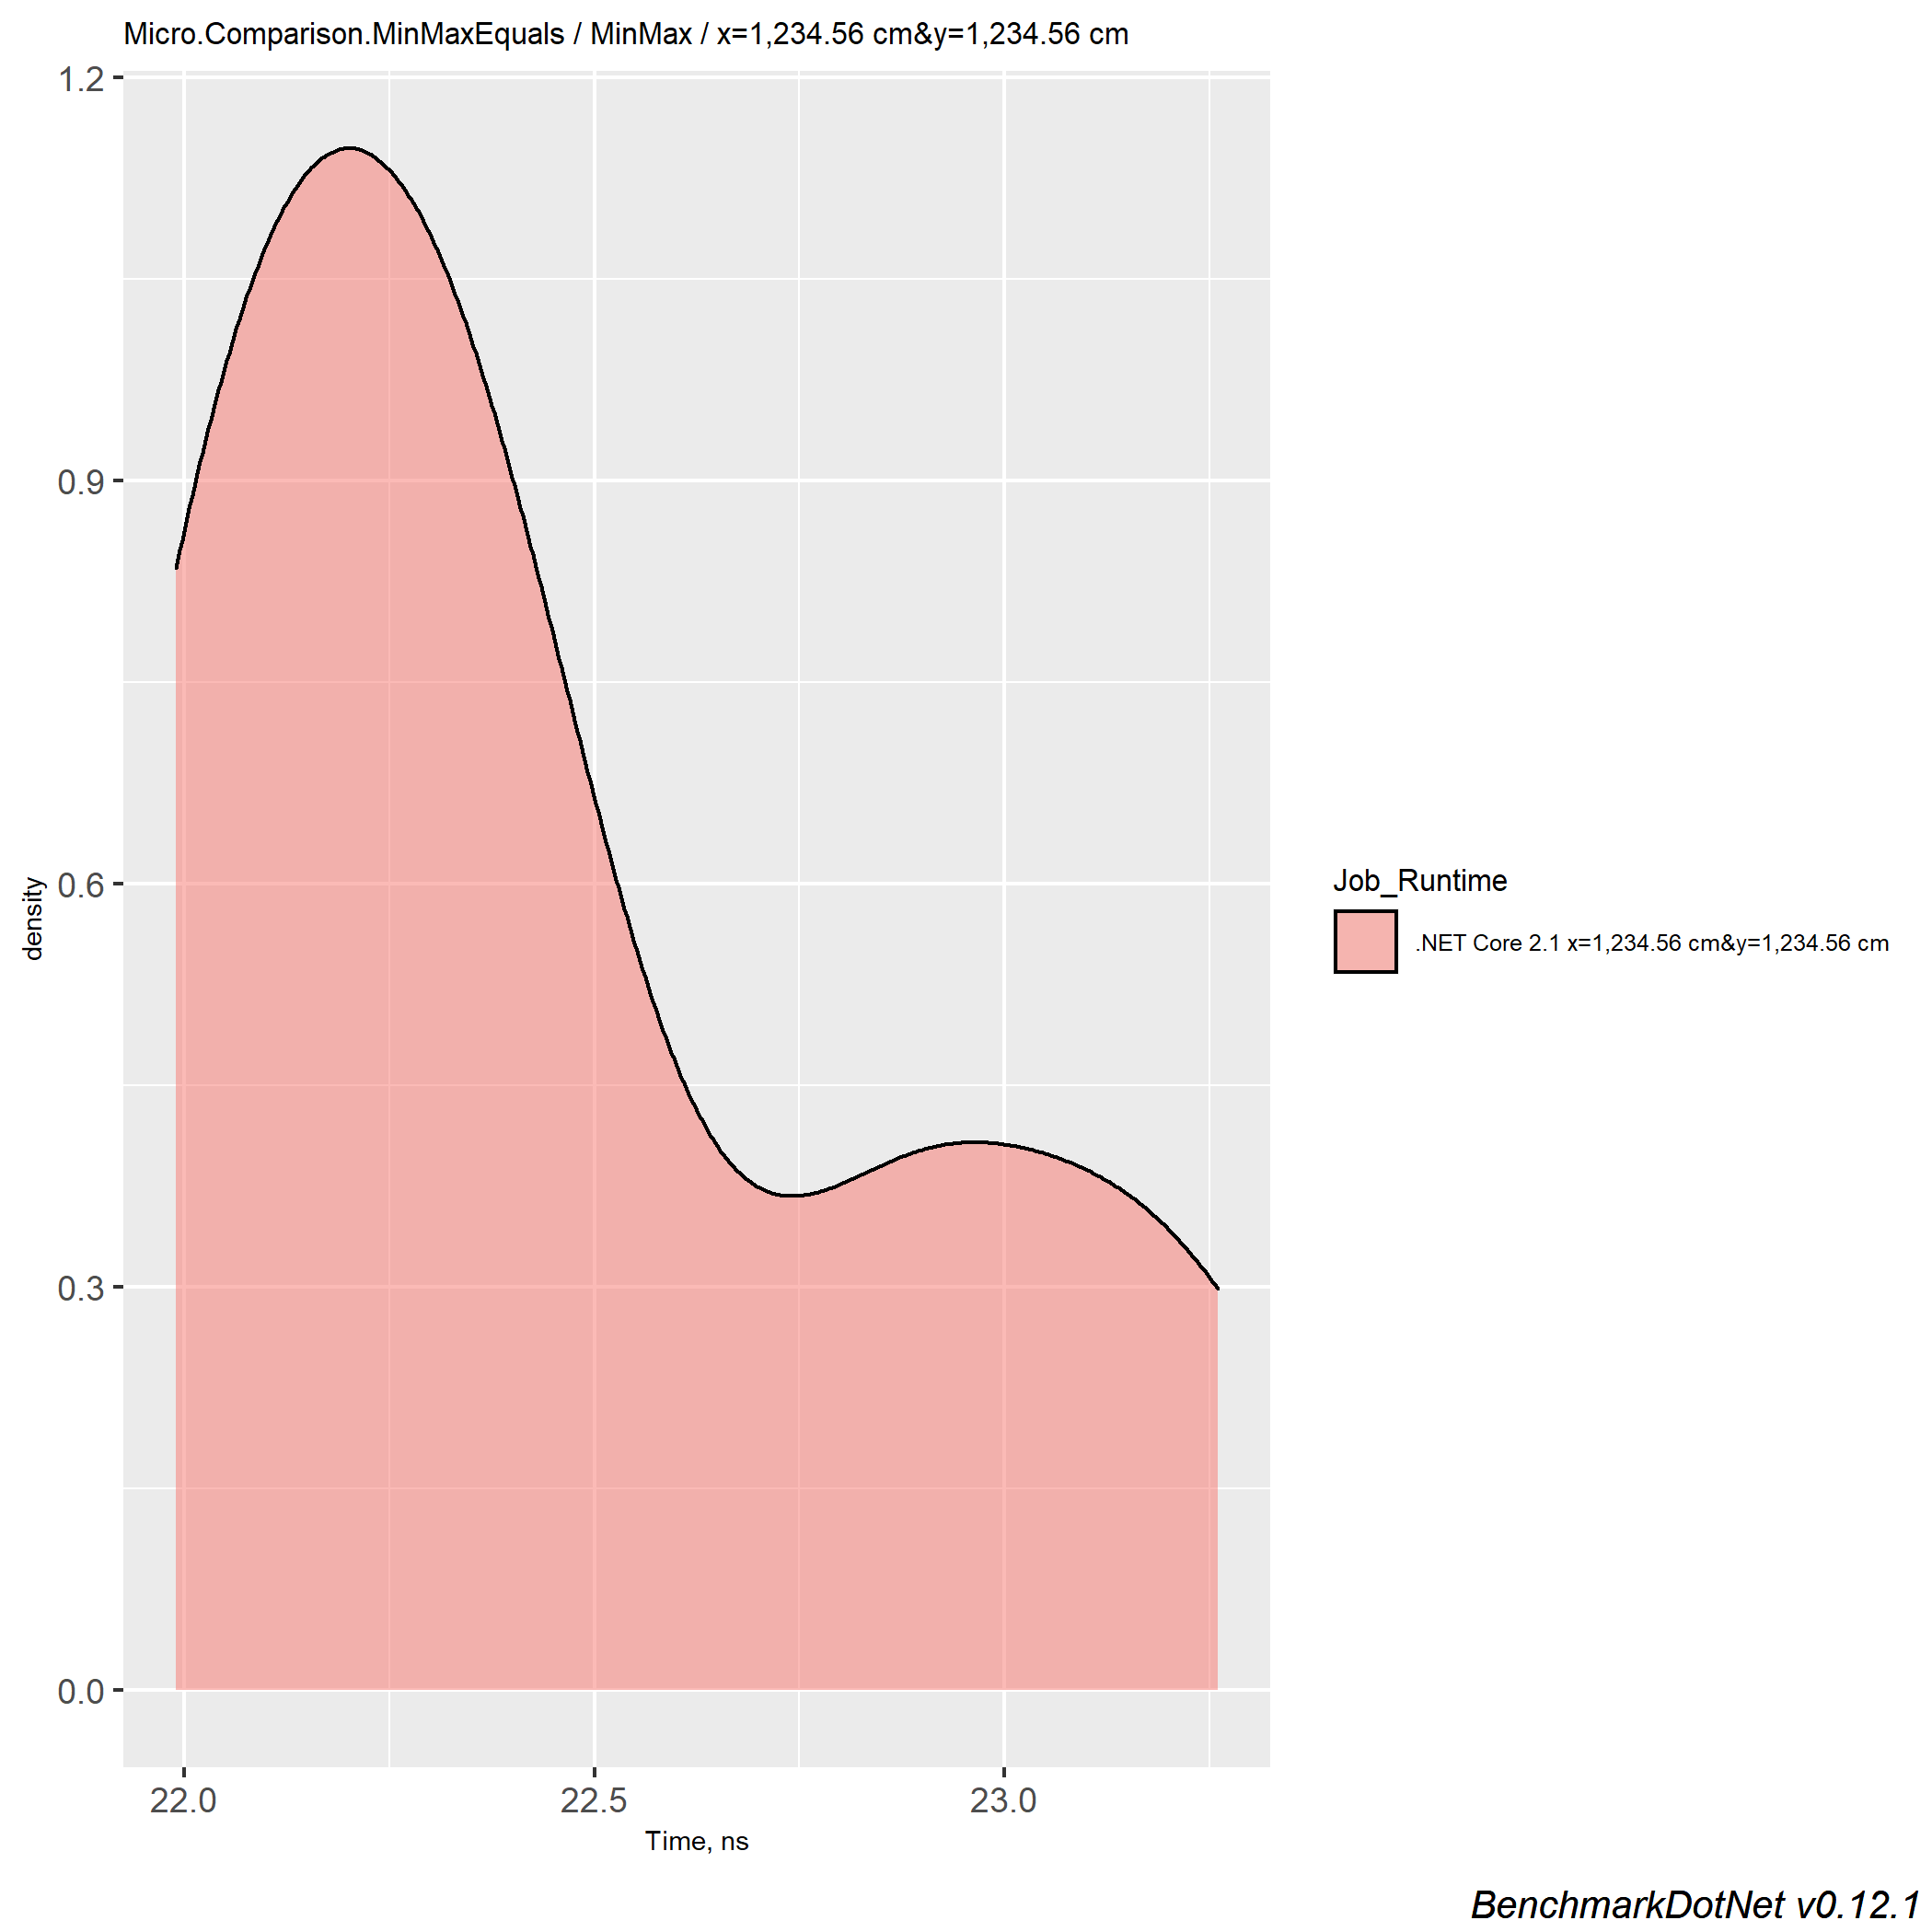 Micro.Comparison.MinMaxEquals / MinMax / x=1,234.56 cm&y=1,234.56 cm
1.2
0.9
0.6
0.3
0.0
density
22.0 22.5 23.0
Time, ns
Job_Runtime
.NET Core 2.1 x=1,234.56 cm&y=1,234.56 cm
BenchmarkDotNet v0.12.1